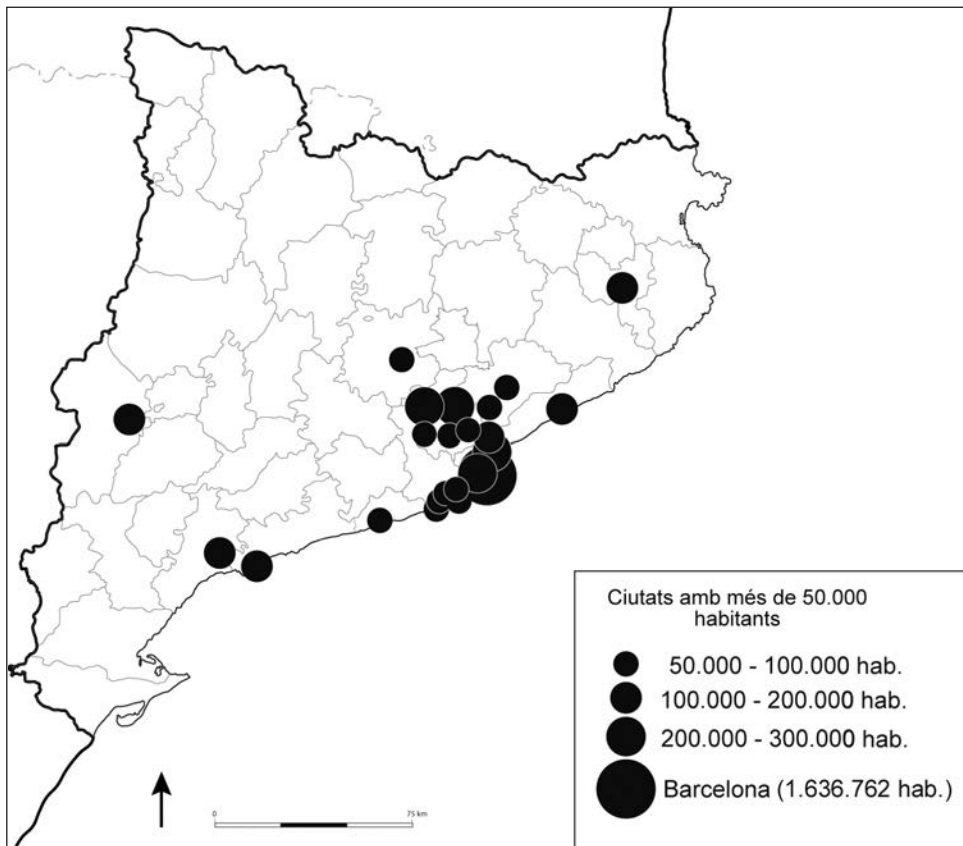 Ciutats amb més de 50.000
habitants
50.000 - 100.000 hab.
100.000 - 200.000 hab.
200.000 - 300.000 hab.
Barcelona (1.636.762 hab.)
0 75 km